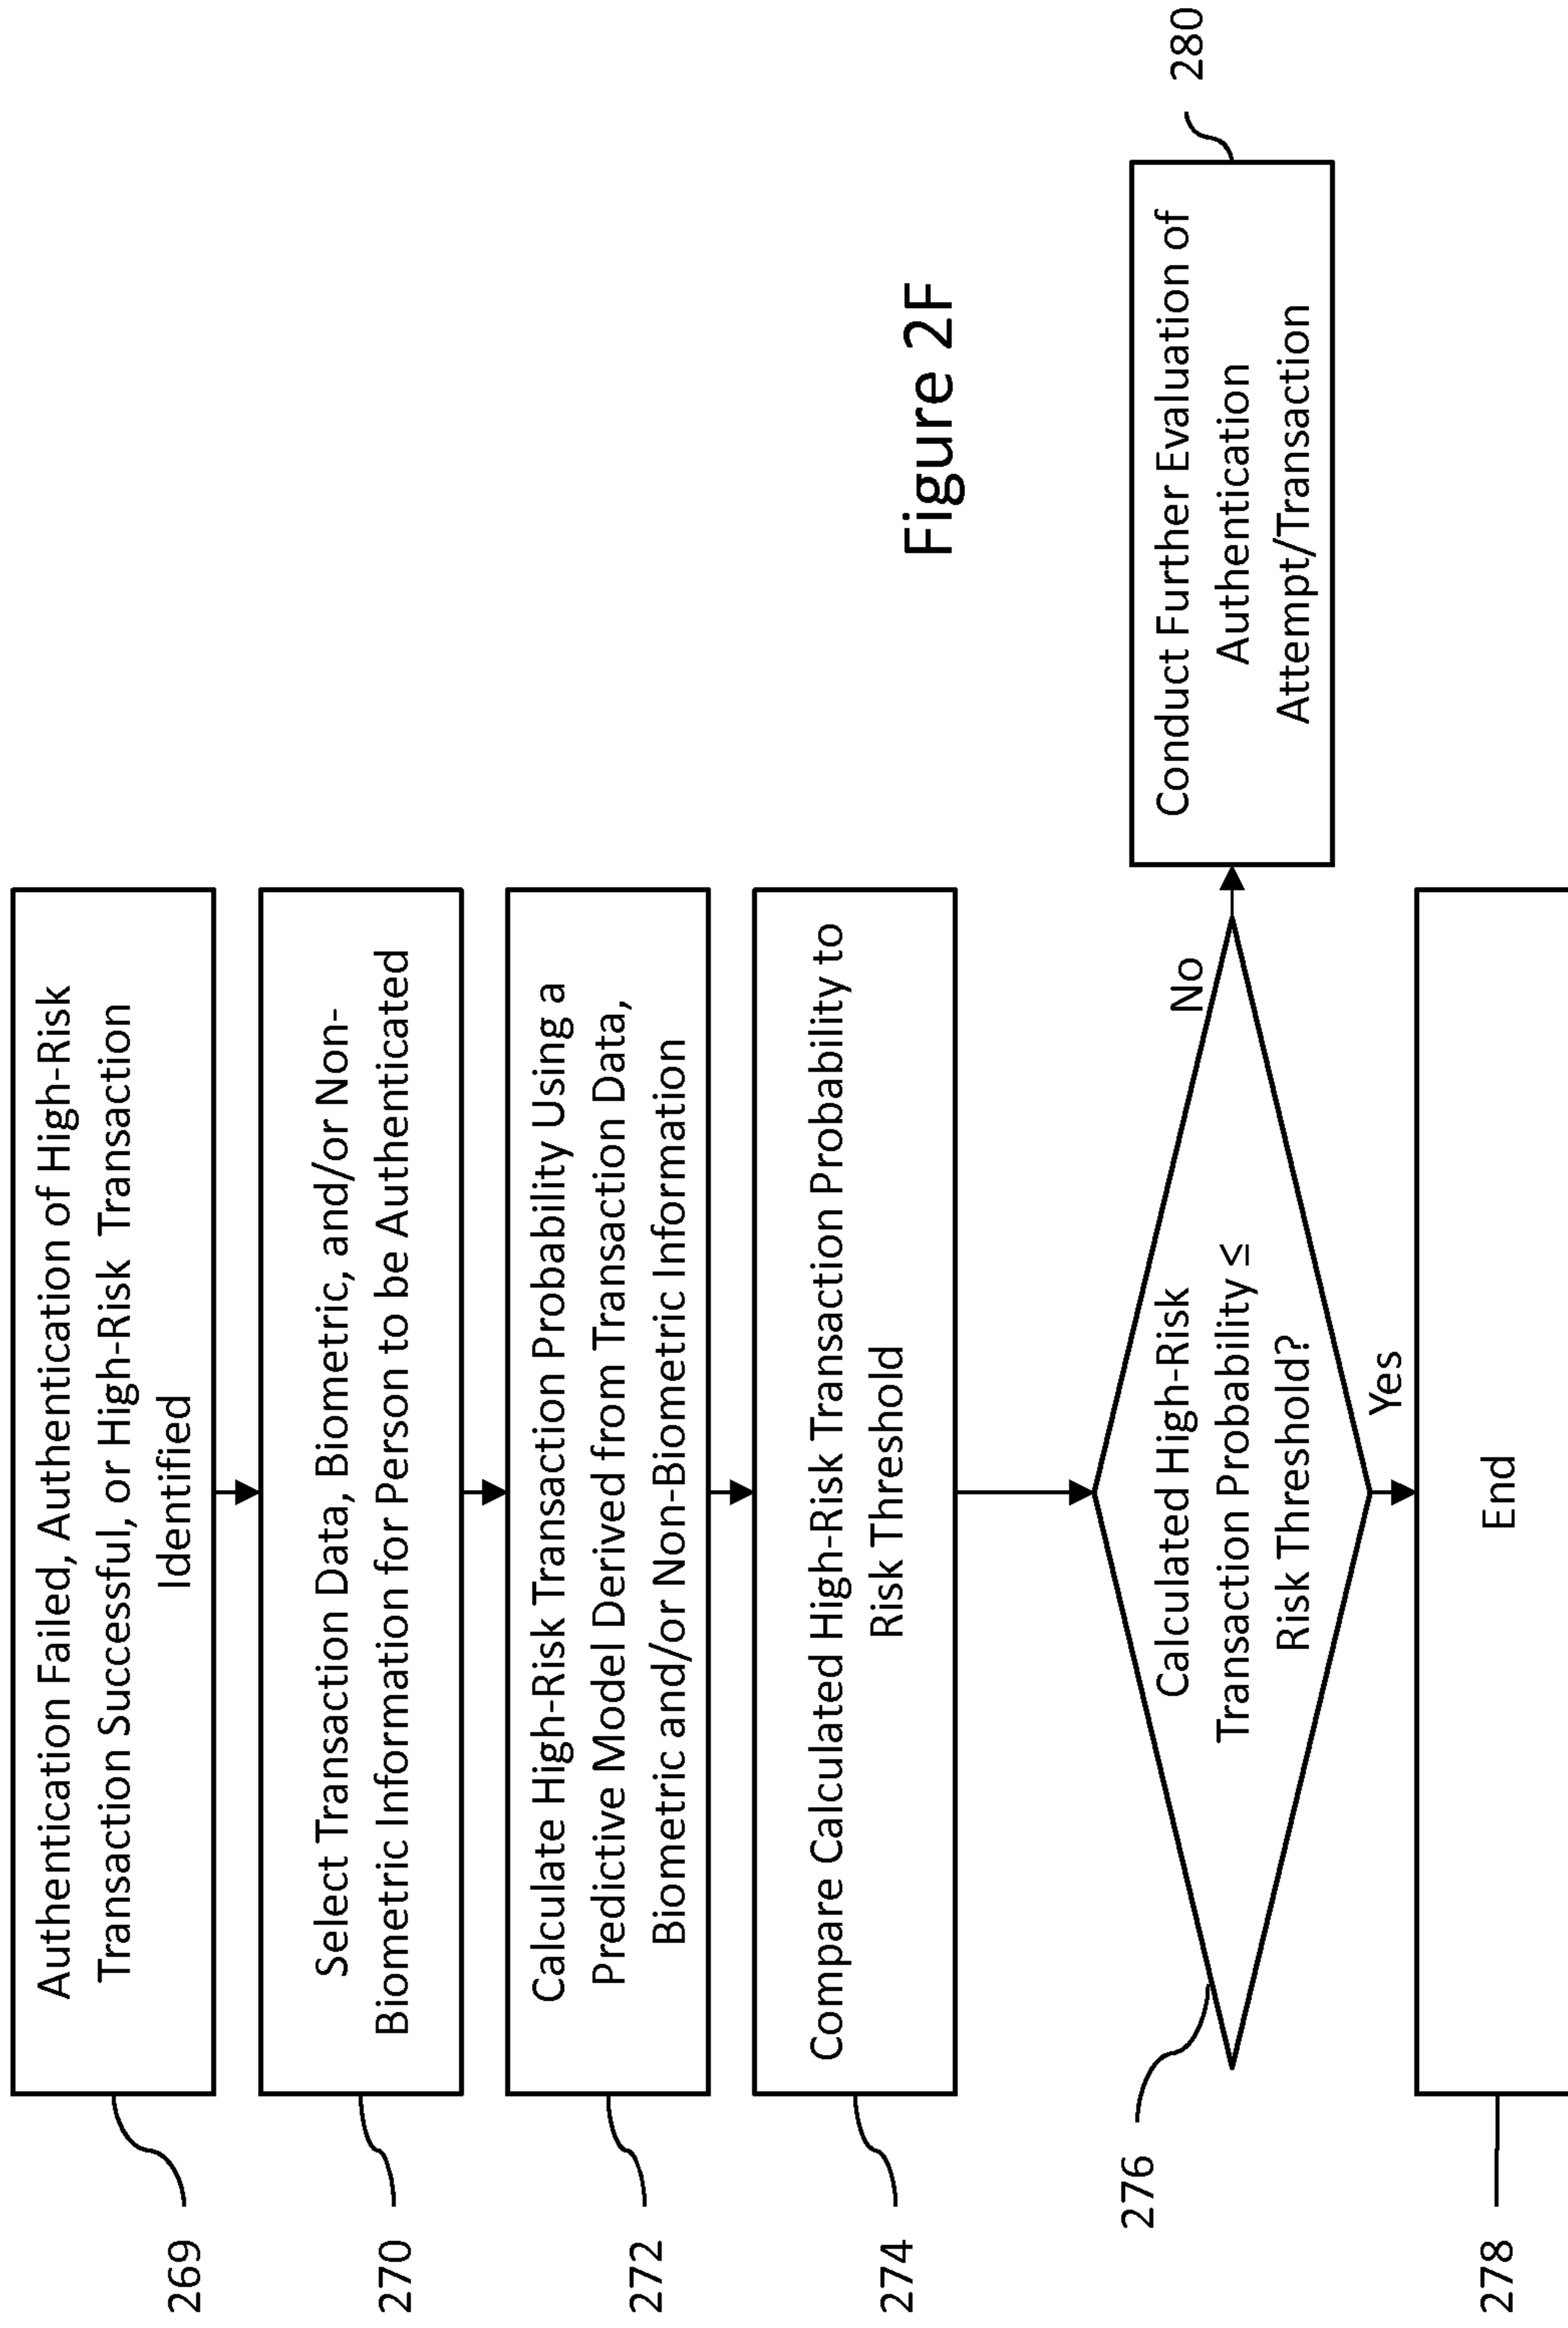 269
Authentication Failed, Authentication of High-Risk
Transaction Successful, or High-Risk Transaction
Identified
270
Select Transaction Data, Biometric, and/or Non-
Biometric Information for Person to be Authenticated
272
Calculate High-Risk Transaction Probability Using a
Predictive Model Derived from Transaction Data,
Biometric and/or Non-Biometric Information
274
Compare Calculated High-Risk Transaction Probability to
Risk Threshold
Figure 2F
276
Calculated High-Risk
Transaction Probability ≤
Risk Threshold?
No
Conduct Further Evaluation of
Authentication
Attempt/Transaction
280
Yes
278
End